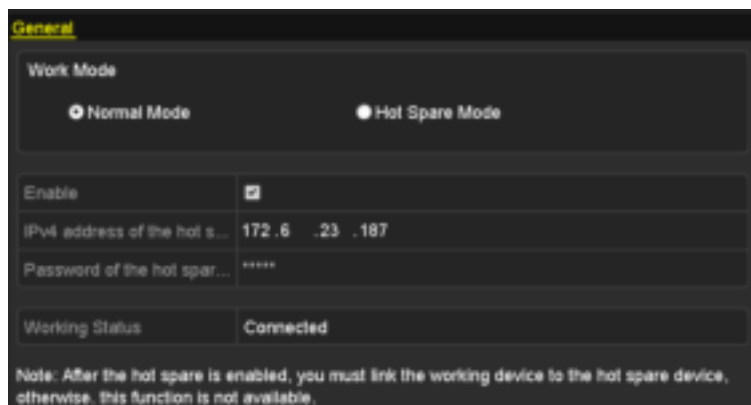 General
Work Mode
Normal Mode Hot Spare Mode
Enable
IPv4 address of the hot s... 172 .6 .23 .187
Password of the hot spar... *****
Working Status Connected
Note: After the hot spare is enabled, you must link the working device to the hot spare device,
otherwise, this function is not available.